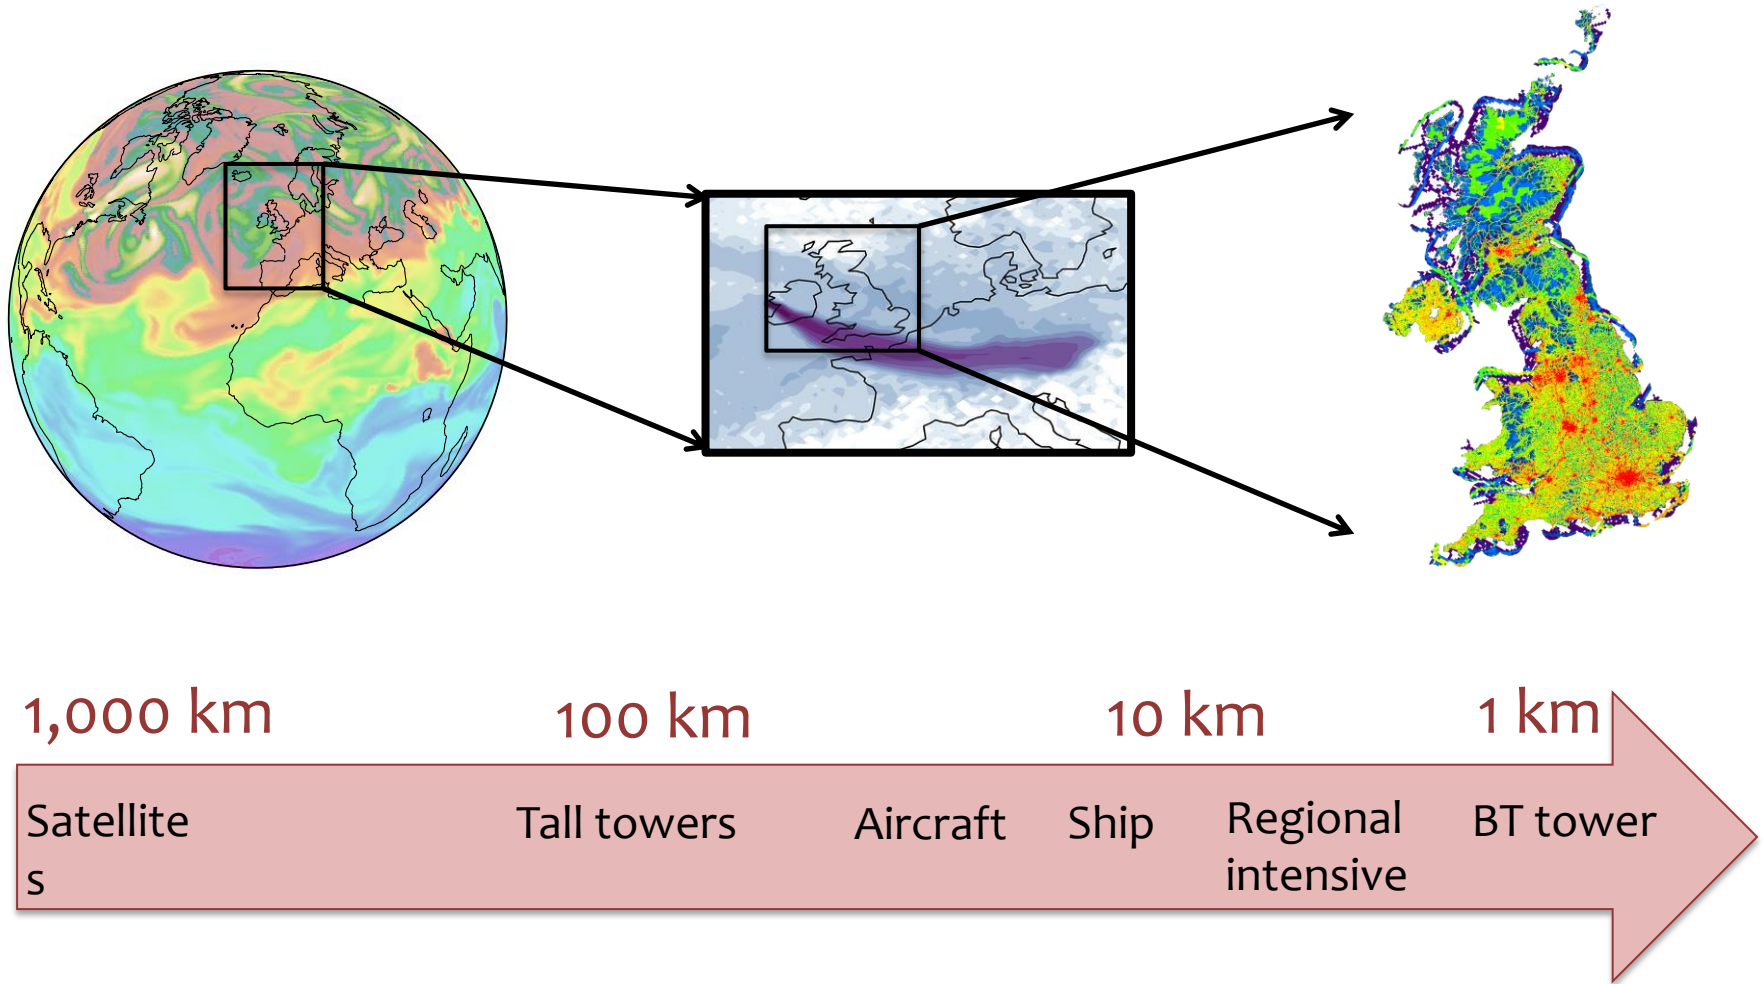 1,000 km
100 km
10 km
1 km
Satellite
s
Tall towers
Aircraft
Ship
Regional
intensive
BT tower